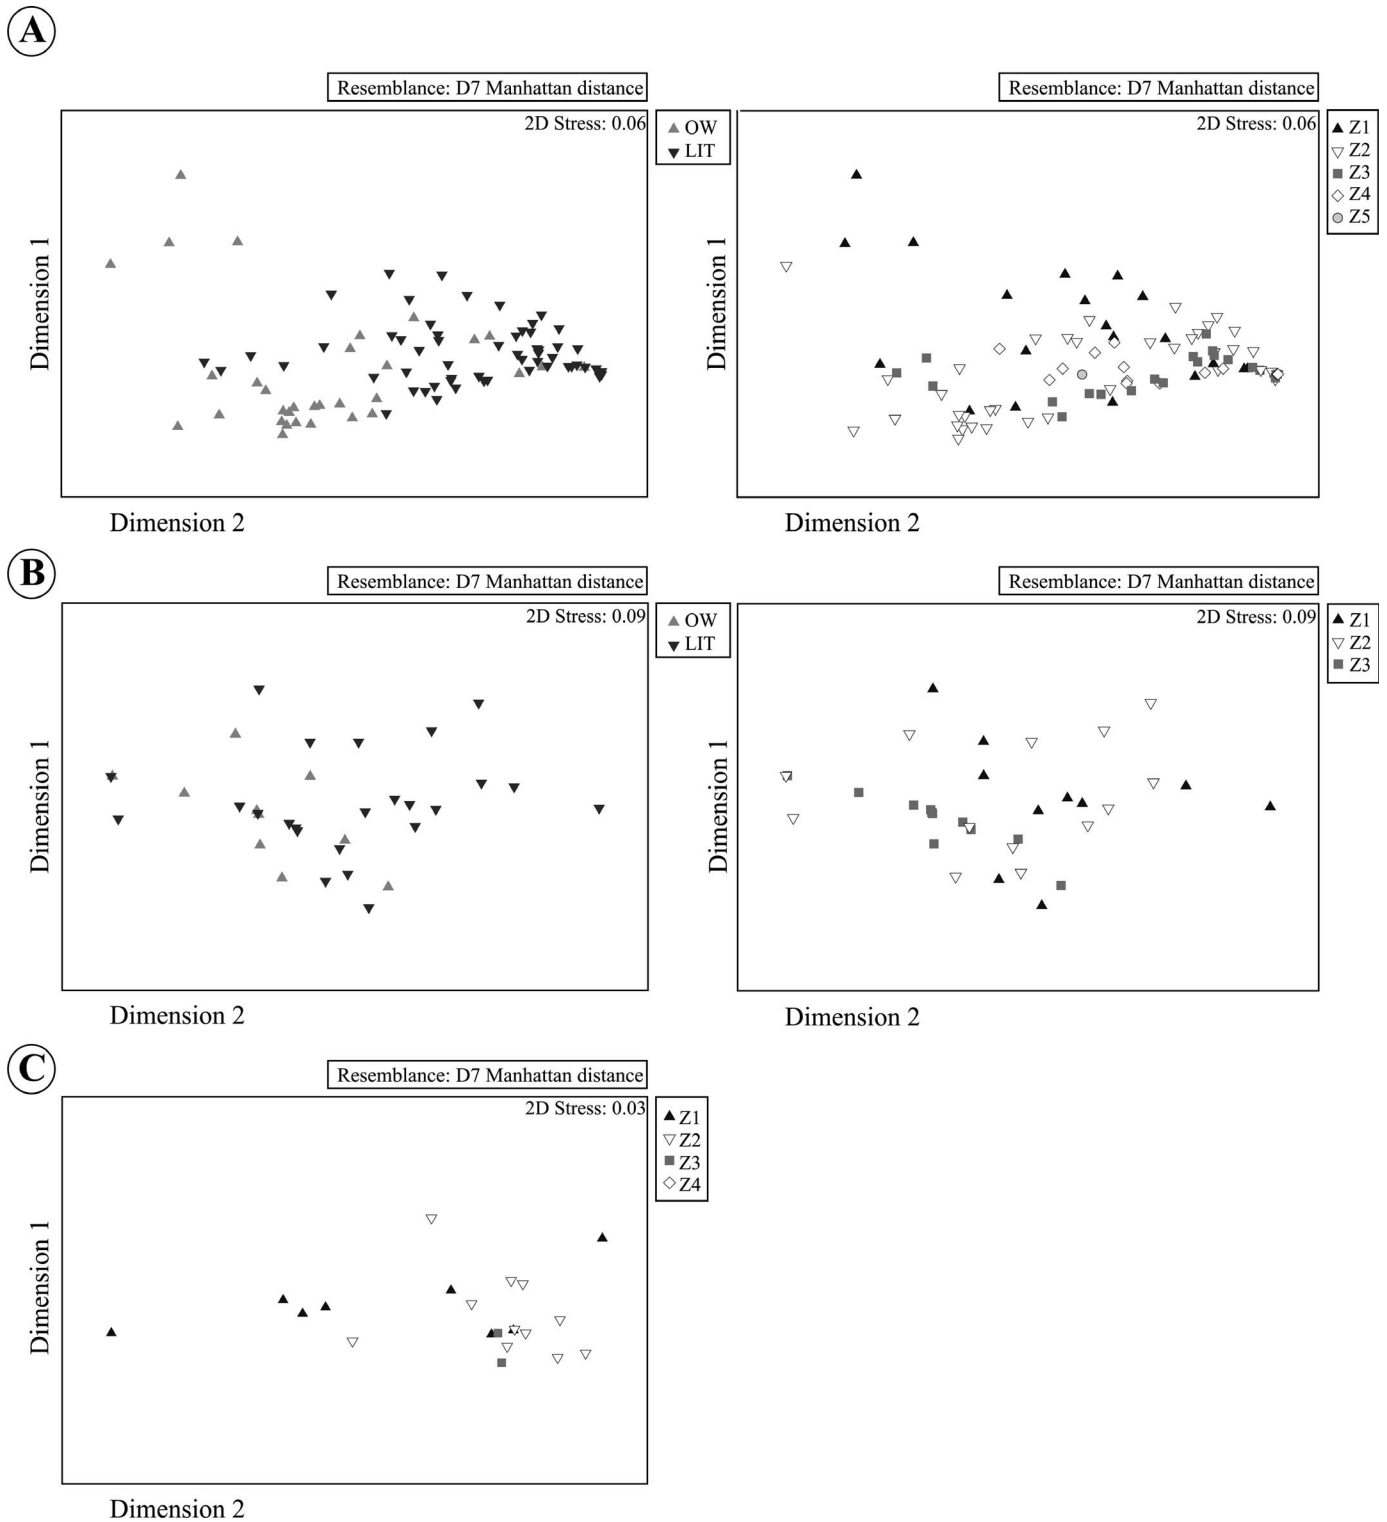 A
Resemblance: D7 Manhattan distance
2D Stress: 0.06
OW
LIT
Dimension 1
Dimension 2
Resemblance: D7 Manhattan distance
2D Stress: 0.06
Z1
Z2
Z3
Z4
Z5
Dimension 1
Dimension 2
B
Resemblance: D7 Manhattan distance
2D Stress: 0.09
OW
LIT
Dimension 1
Dimension 2
Resemblance: D7 Manhattan distance
2D Stress: 0.09
Z1
Z2
Z3
Dimension 1
Dimension 2
C
Resemblance: D7 Manhattan distance
2D Stress: 0.03
Z1
Z2
Z3
Z4
Dimension 1
Dimension 2